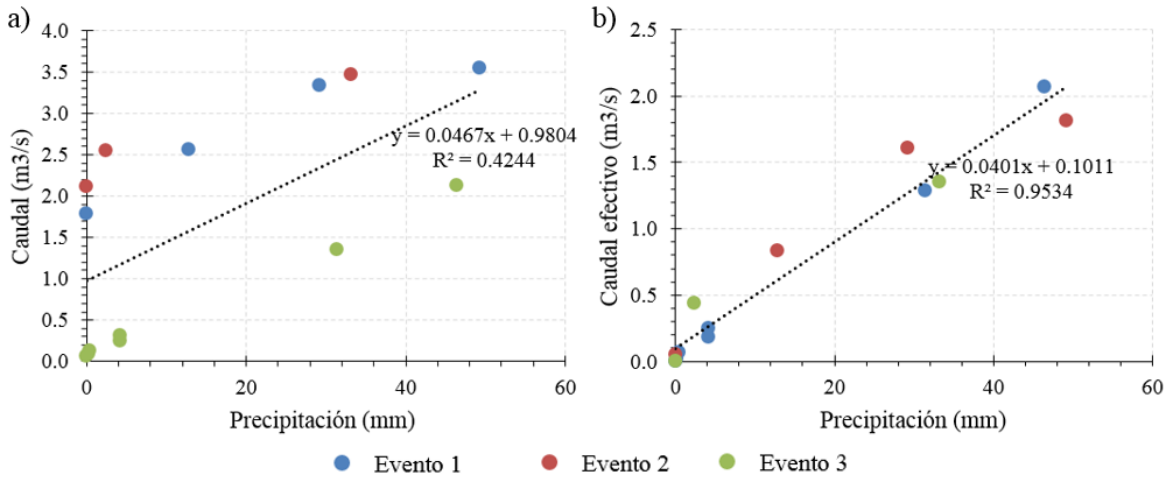 a)
4.0
3.5
3.0
2.5
2.0
1.5
1.0
0.5
0.0
Caudal (m3/s)
y = 0.0467x + 0.9804
R² = 0.4244
0
20
40
60
Precipitación (mm)
b)
2.5
2.0
1.5
1.0
0.5
0.0
Caudal efectivo (m3/s)
y = 0.0401x + 0.1011
R² = 0.9534
0
20
40
60
Precipitación (mm)
Evento 1
Evento 2
Evento 3